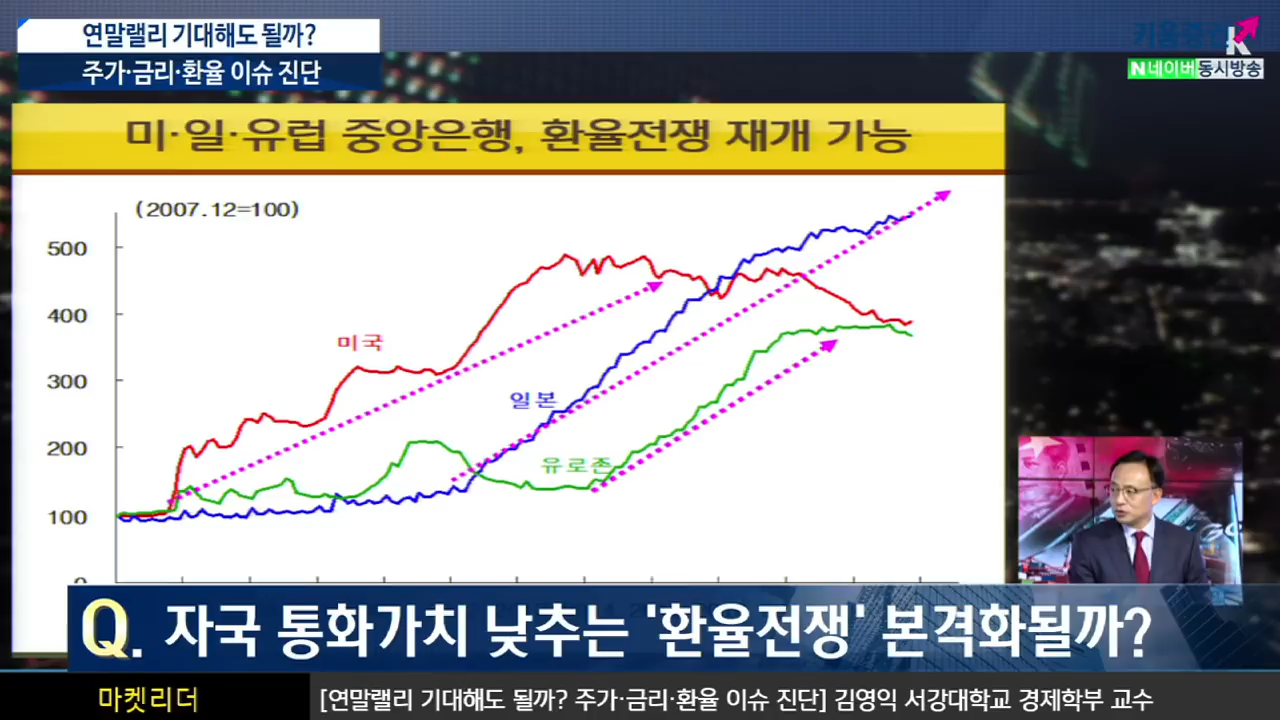 연말랠리 기대해도 될까?
주가·금리·환율 이슈 진단
키움증권
N 네이버 동시방송
미·일·유럽 중앙은행, 환율전쟁 재개 가능
(2007.12=100)
500
400
300
200
100
0
미국
일본
유로존
Q. 자국 통화가치 낮추는 '환율전쟁' 본격화될까?
마켓리더
[연말랠리 기대해도 될까? 주가·금리·환율 이슈 진단] 김영익 서강대학교 경제학부 교수